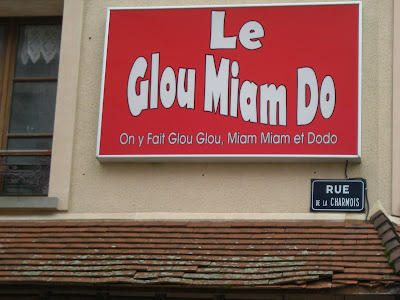 Le
Glou Miam Do
On y Fait Glou Glou, Miam Miam et Dodo
RUE
DE LA CHARMOIS